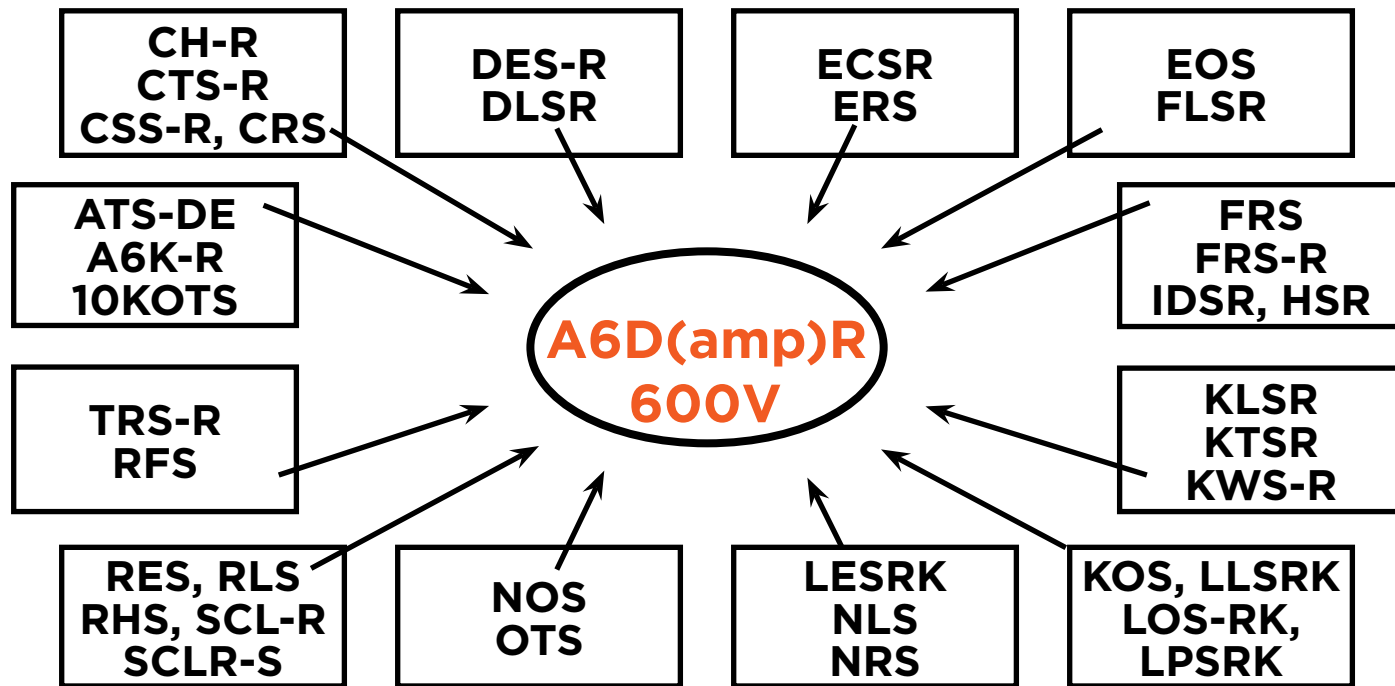 CH-R
CTS-R
CSS-R, CRS
DES-R
DLSR
ECSR
ERS
EOS
FLSR
ATS-DE
A6K-R
10KOTS
FRS
FRS-R
IDSR, HSR
A6D(amp)R
600V
TRS-R
RFS
KLSR
KTSR
KWS-R
RES, RLS
RHS, SCL-R
SCLR-S
NOS
OTS
LESRK
NLS
NRS
KOS, LLSRK
LOS-RK,
LPSRK